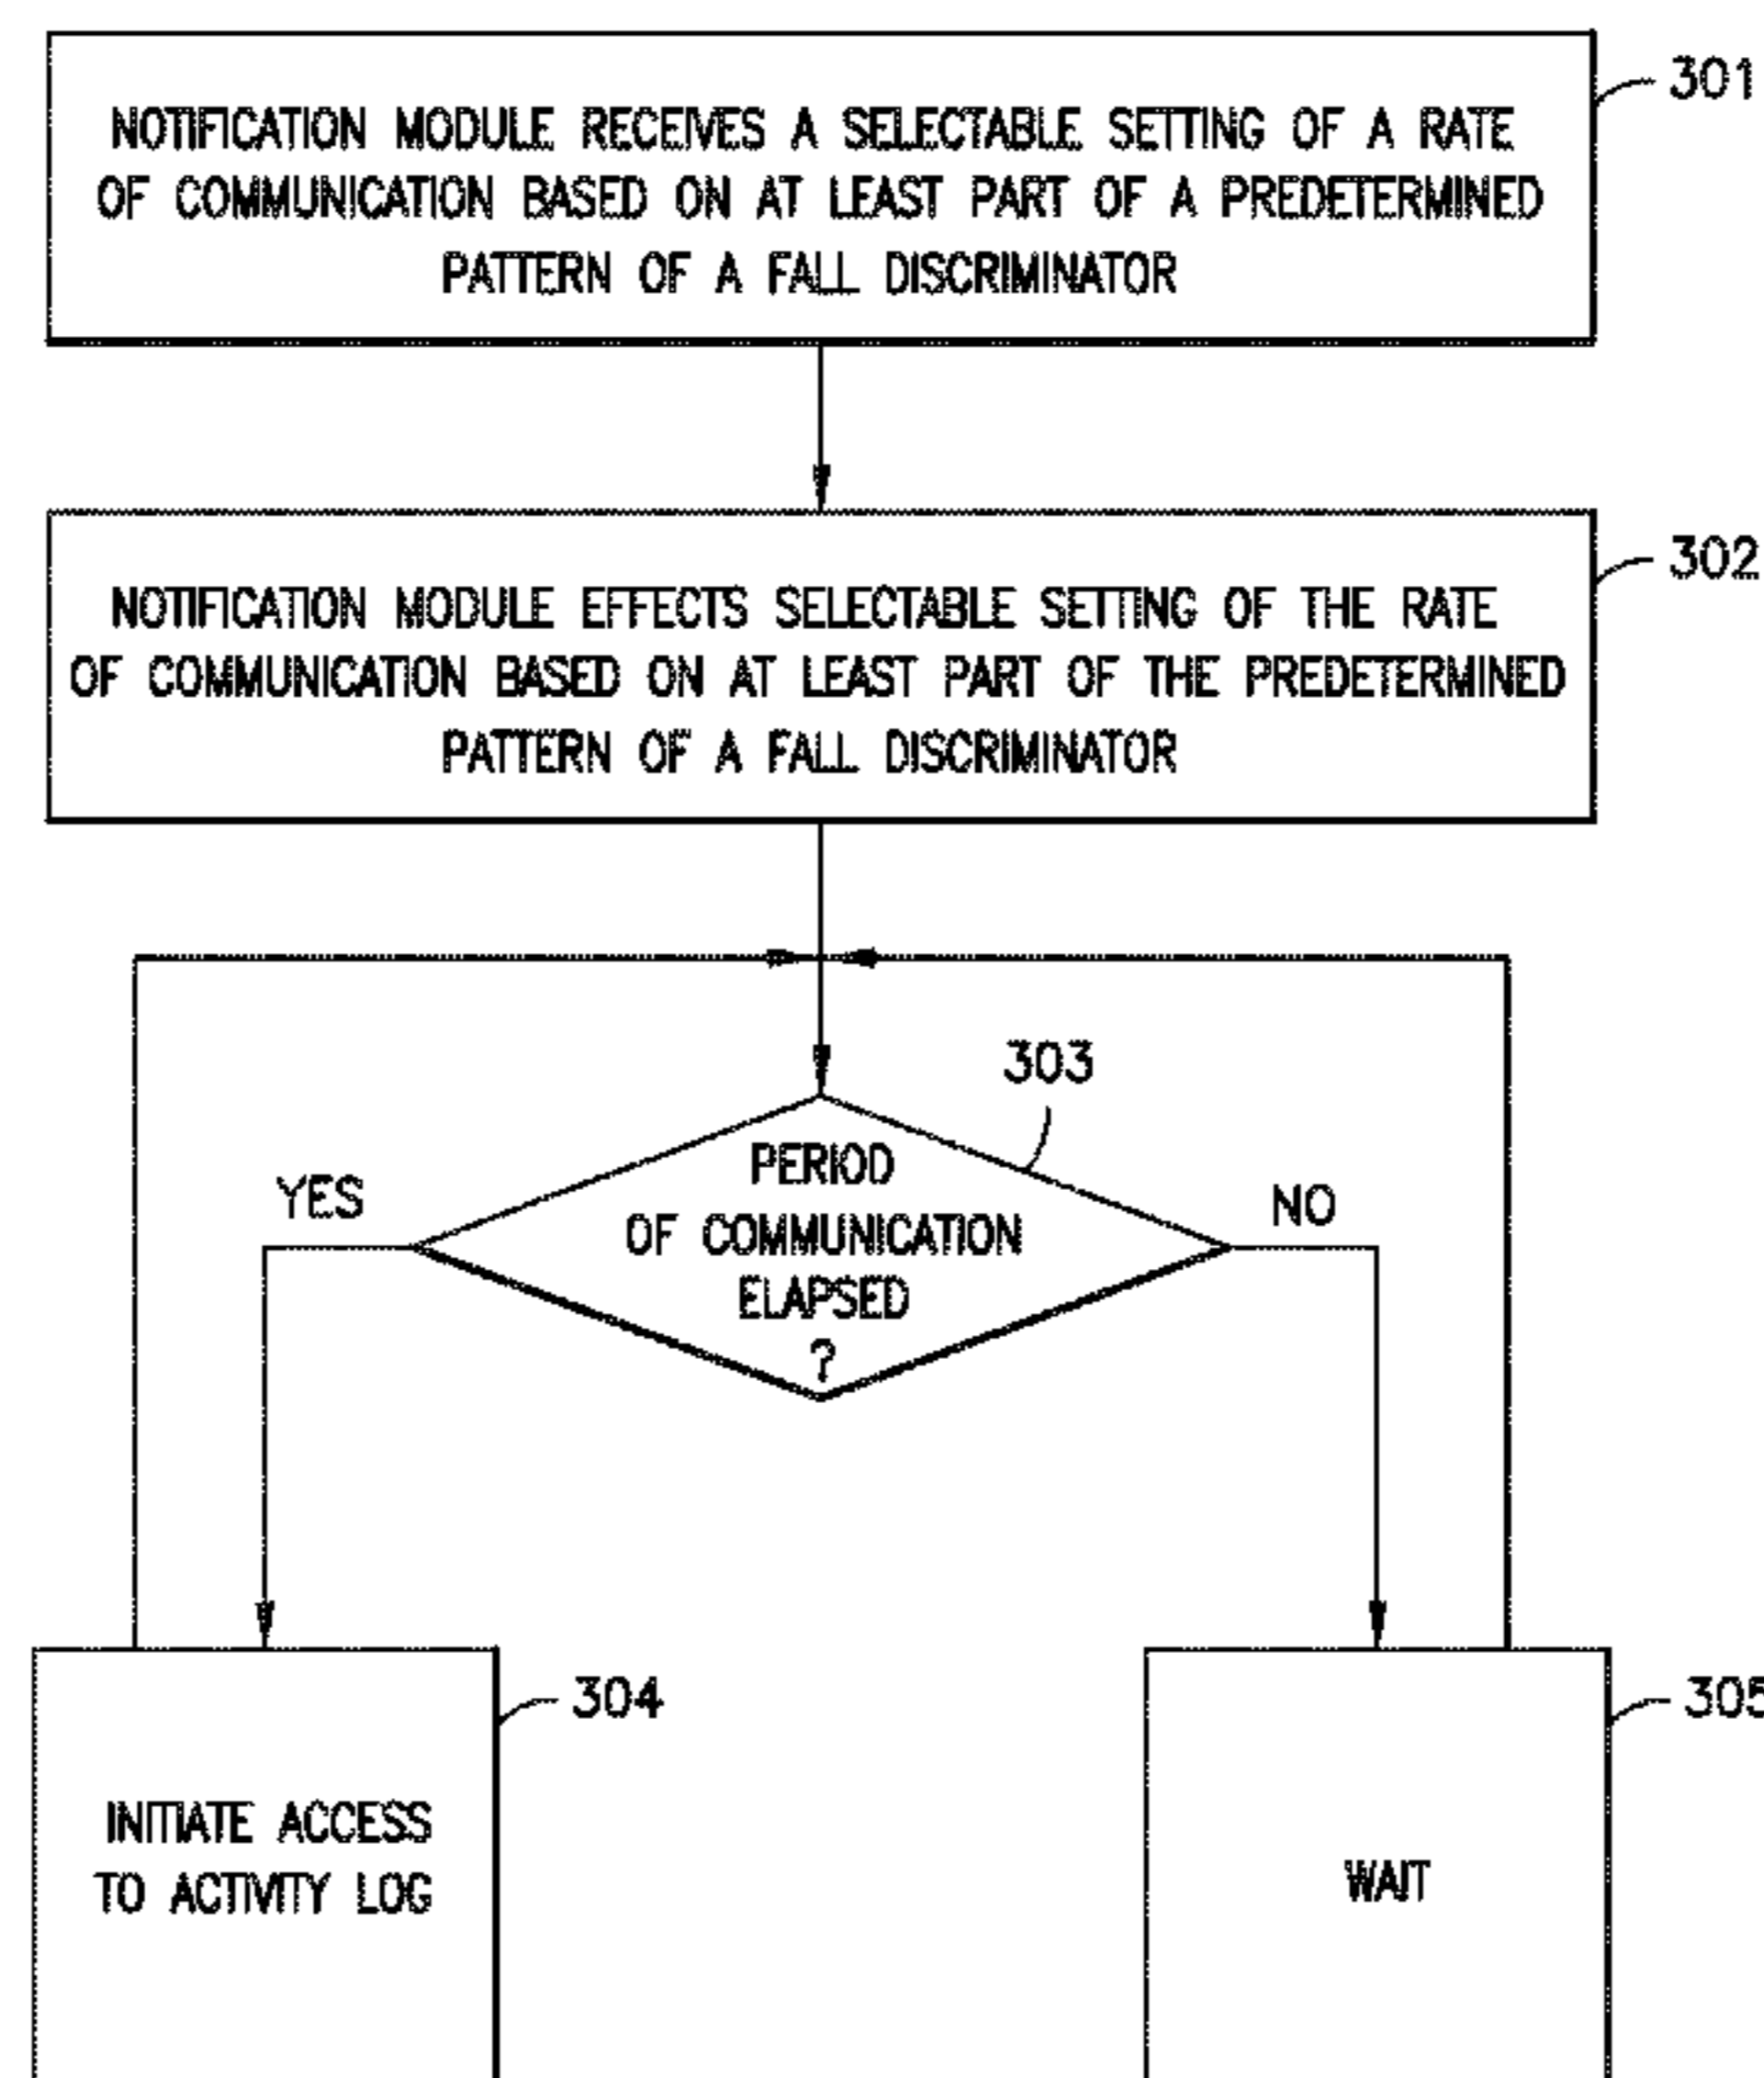 301
NOTIFICATION MODULE RECEIVES A SELECTABLE SETTING OF A RATE
OF COMMUNICATION BASED ON AT LEAST PART OF A PREDETERMINED
PATTERN OF A FALL DISCRIMINATOR
302
NOTIFICATION MODULE EFFECTS SELECTABLE SETTING OF THE RATE
OF COMMUNICATION BASED ON AT LEAST PART OF THE PREDETERMINED
PATTERN OF A FALL DISCRIMINATOR
303
PERIOD
OF COMMUNICATION
ELAPSED
?
YES
NO
304
INITIATE ACCESS
TO ACTIVITY LOG
305
WAIT